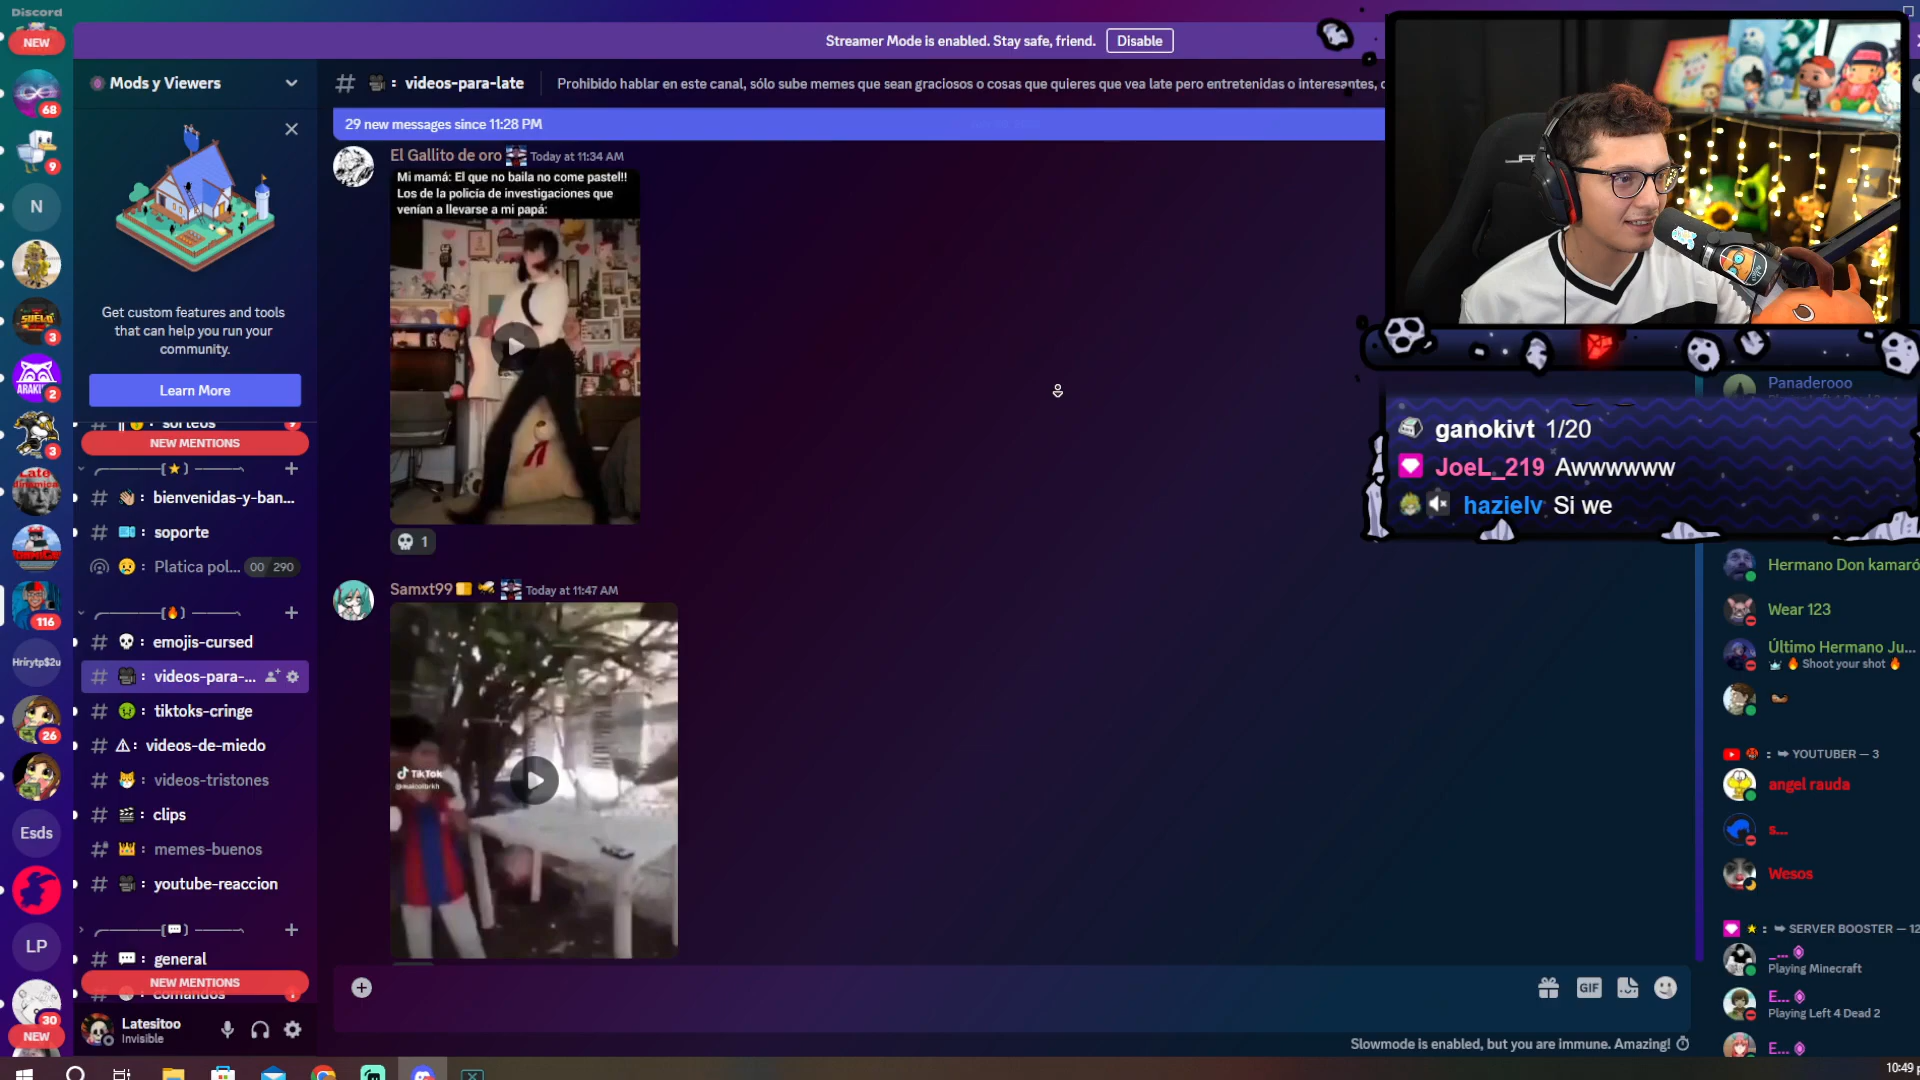 Discord
NEW
68
9
N
3
ARAKI
2
3
Late
dinamica
116
Hrirytp$2u
26
Esds
LP
30
NEW
Streamer Mode is enabled. Stay safe, friend.
Disable
Mods y Viewers
Get custom features and tools
that can help you run your
community.
Learn More
sorteos
NEW MENTIONS
bienvenidas-y-ban...
soporte
Platica pol...
00 290
emojis-cursed
videos-para-...
tiktoks-cringe
videos-de-miedo
videos-tristones
clips
memes-buenos
youtube-reaccion
general
NEW MENTIONS
comandos
Latesitoo
Invisible
videos-para-late
Prohibido hablar en este canal, sólo sube memes que sean graciosos o cosas que quieres que vea late pero entretenidas o interesantes, c
29 new messages since 11:28 PM
El Gallito de oro Today at 11:34 AM
Mi mamá: El que no baila no come pastel!!
Los de la policía de investigaciones que
venían a llevarse a mi papá:
1
Samxt99 Today at 11:47 AM
TikTok
GIF
Slowmode is enabled, but you are immune. Amazing!
Panaderooo
ganokivt 1/20
JoeL_219 Awwwwww
hazielv Si we
Hermano Don kamaró
Wear 123
Último Hermano Ju...
Shoot your shot
: YOUTUBER — 3
angel rauda
s...
Wesos
: SERVER BOOSTER — 12
_...
Playing Minecraft
E...
Playing Left 4 Dead 2
E...
10:49 p